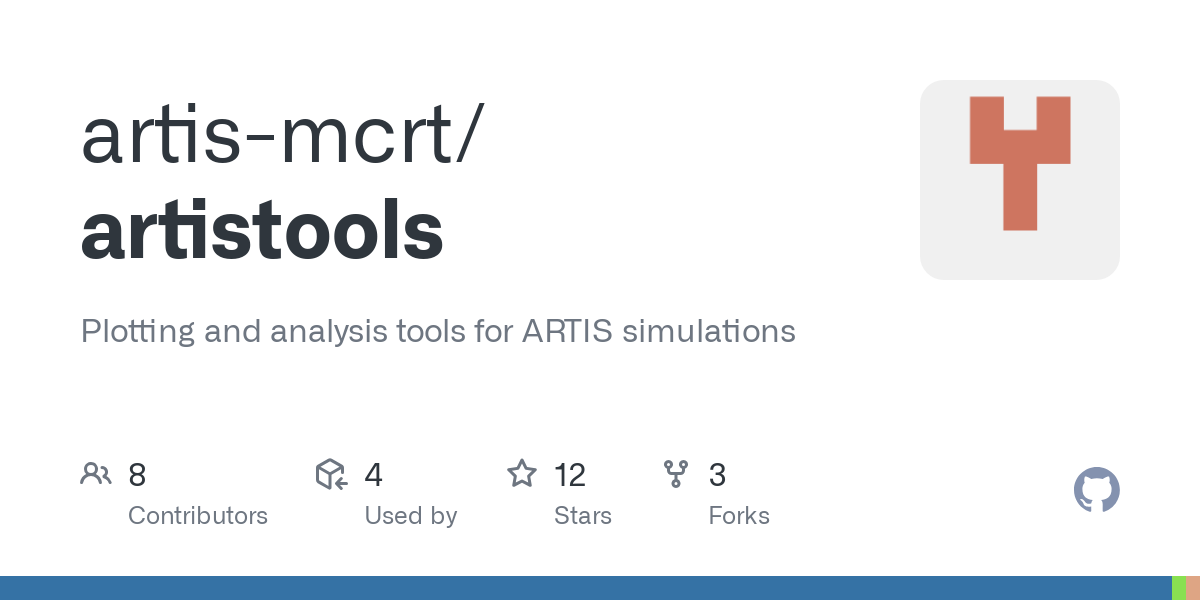 artis-mcrt/
artistools
Plotting and analysis tools for ARTIS simulations
8 4 12 3
Contributors Used by Stars Forks